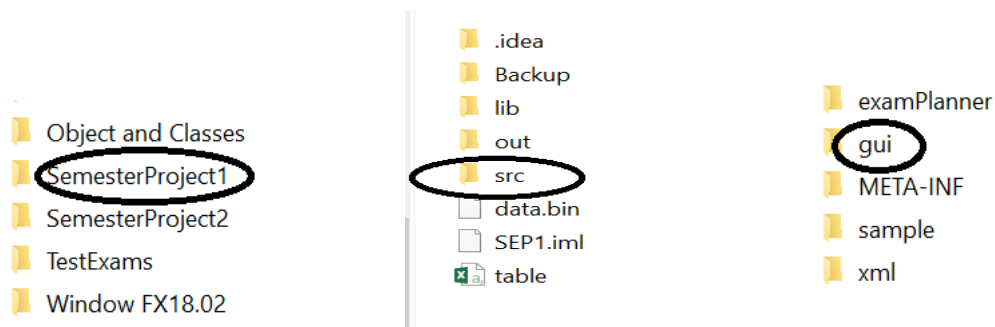 Object and Classes
SemesterProject1
SemesterProject2
TestExams
Window FX18.02
.idea
Backup
lib
out
src
data.bin
SEP1.iml
table
examPlanner
gui
META-INF
sample
xml